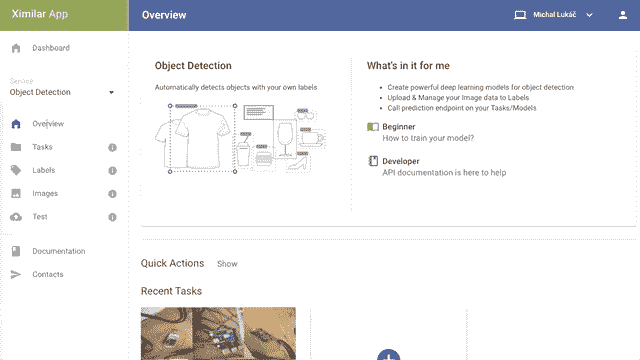 Ximilar App
Overview
Michal Lukáč
Dashboard
Service
Object Detection
Overview
Tasks
Labels
Images
Test
Documentation
Contacts
Object Detection
Automatically detects objects with your own labels
What's in it for me
Create powerful deep learning models for object detection
Upload & Manage your Image data to Labels
Call prediction endpoint on your Tasks/Models
Beginner
How to train your model?
Developer
API documentation is here to help
Quick Actions Show
Recent Tasks